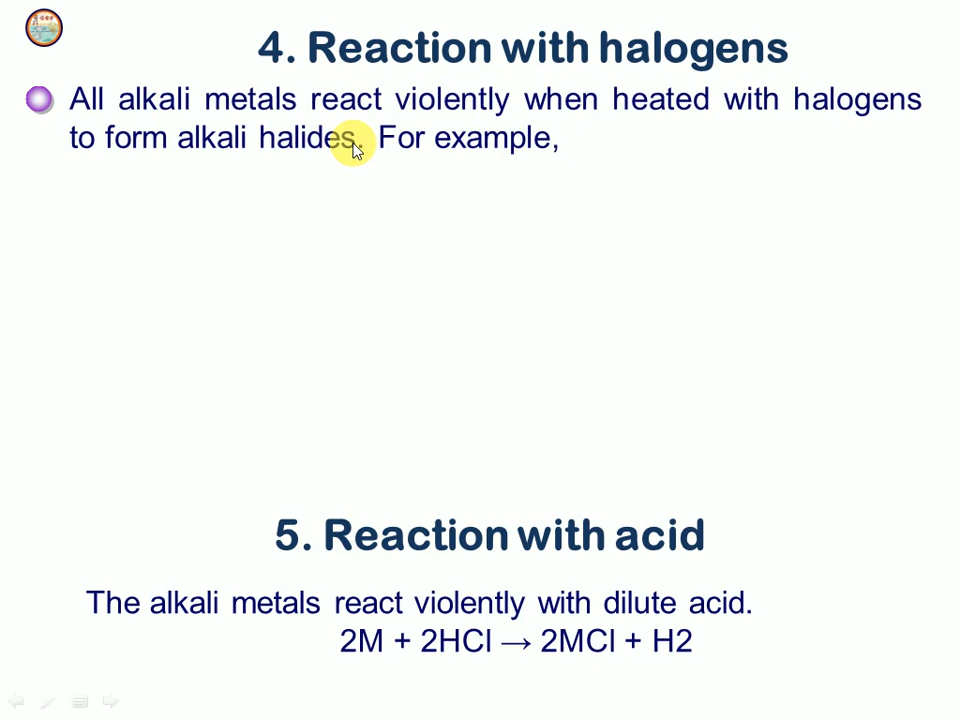 4. Reaction with halogens
All alkali metals react violently when heated with halogens
to form alkali halides. For example,
5. Reaction with acid
The alkali metals react violently with dilute acid.
2M + 2HCl → 2MCl + H2